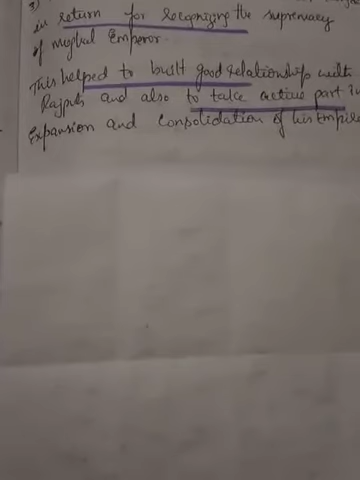 in return for recognizing the supremacy
of mughal Emperor.
This helped to built good relationship with
Rajputs and also to take active part in
Expansion and Consolidation of his Empire